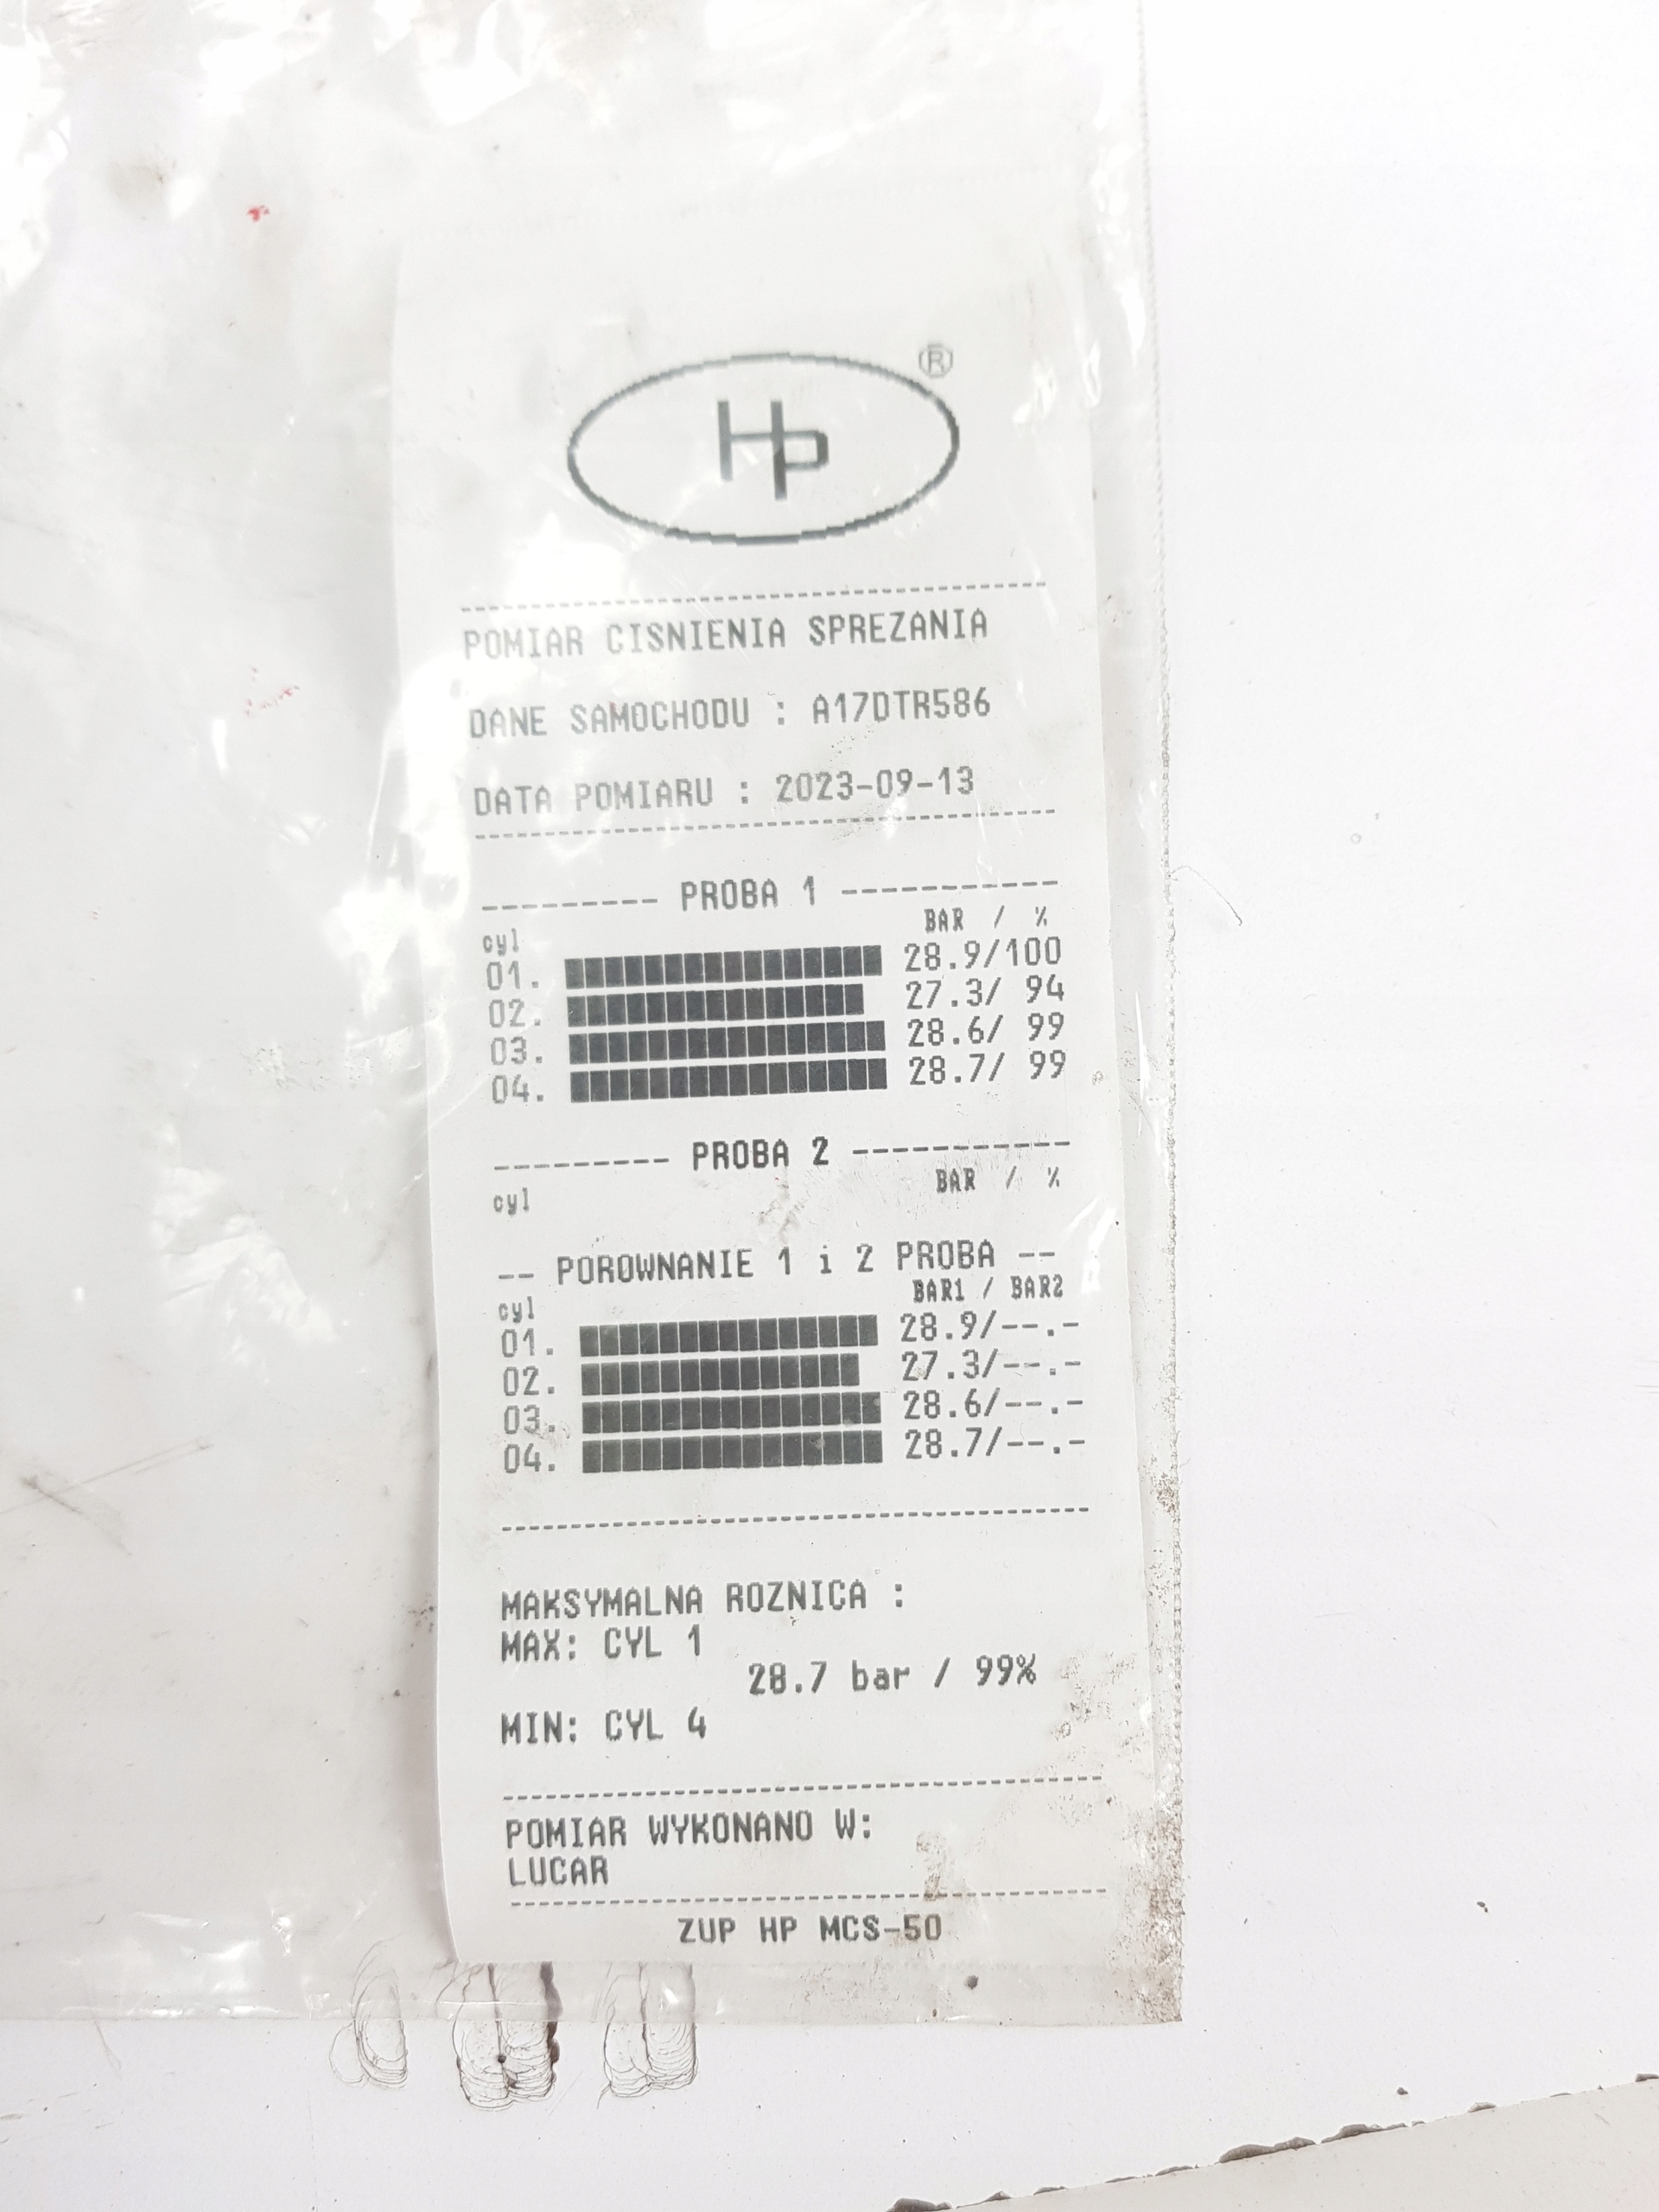 Hp ®
POMIAR CISNIENIA SPREZANIA
DANE SAMOCHODU : A17DTR586
DATA POMIARU : 2023-09-13
--------- PROBA 1 -----------
BAR / %
cyl
01. 28.9/100
02. 27.3/ 94
03. 28.6/ 99
04. 28.7/ 99
--------- PROBA 2 -----------
BAR / %
cyl
-- POROWNANIE 1 i 2 PROBA --
BAR1 / BAR2
cyl
01. 28.9/--.-
02. 27.3/--.-
03. 28.6/--.-
04. 28.7/--.-
MAKSYMALNA ROZNICA :
MAX: CYL 1
28.7 bar / 99%
MIN: CYL 4
POMIAR WYKONANO W:
LUCAR
ZUP HP MCS-50